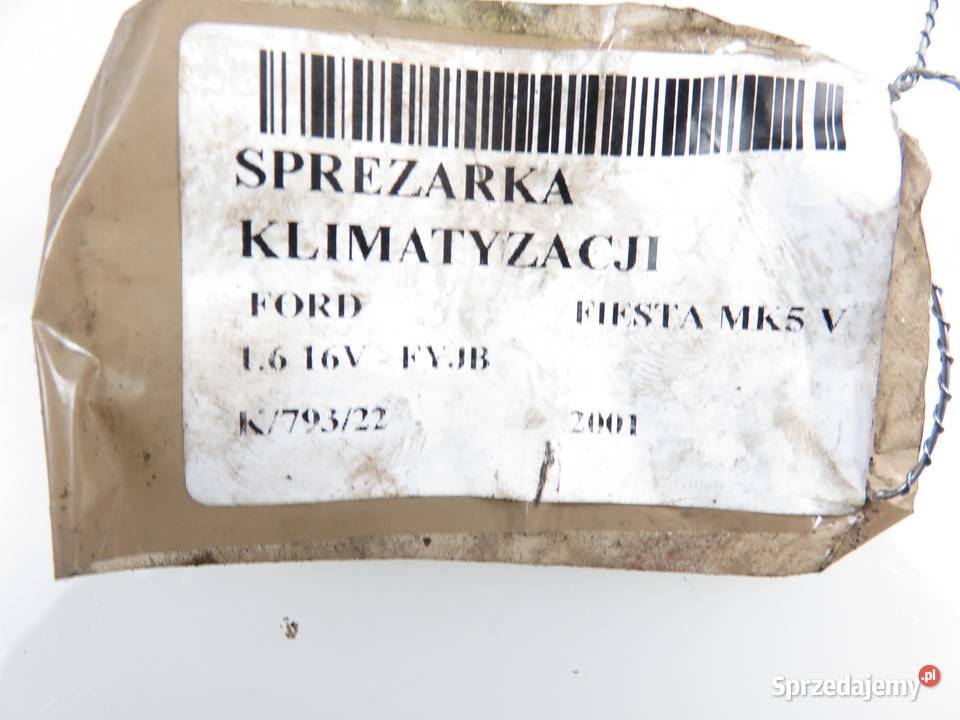 SPREZARKA
KLIMATYZACJI
FORD FIESTA MK5 V
1.6 16V - FYJB
K/793/22 2001
Sprzedajemy.pl